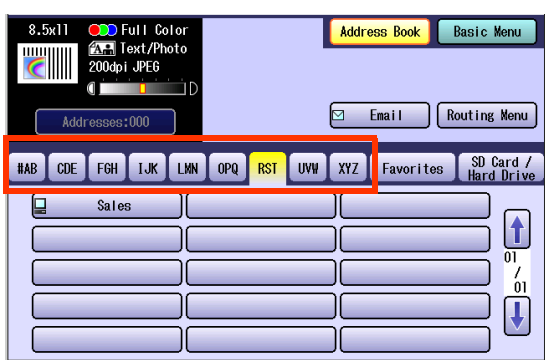 8.5x11 Full Color
A Text/Photo
200dpi JPEG
D
Addresses:000
Address Book Basic Menu
Email Routing Menu
#AB CDE FGH IJK LMN OPQ RST UVW XYZ Favorites SD Card /
Hard Drive
Sales
01
/
01